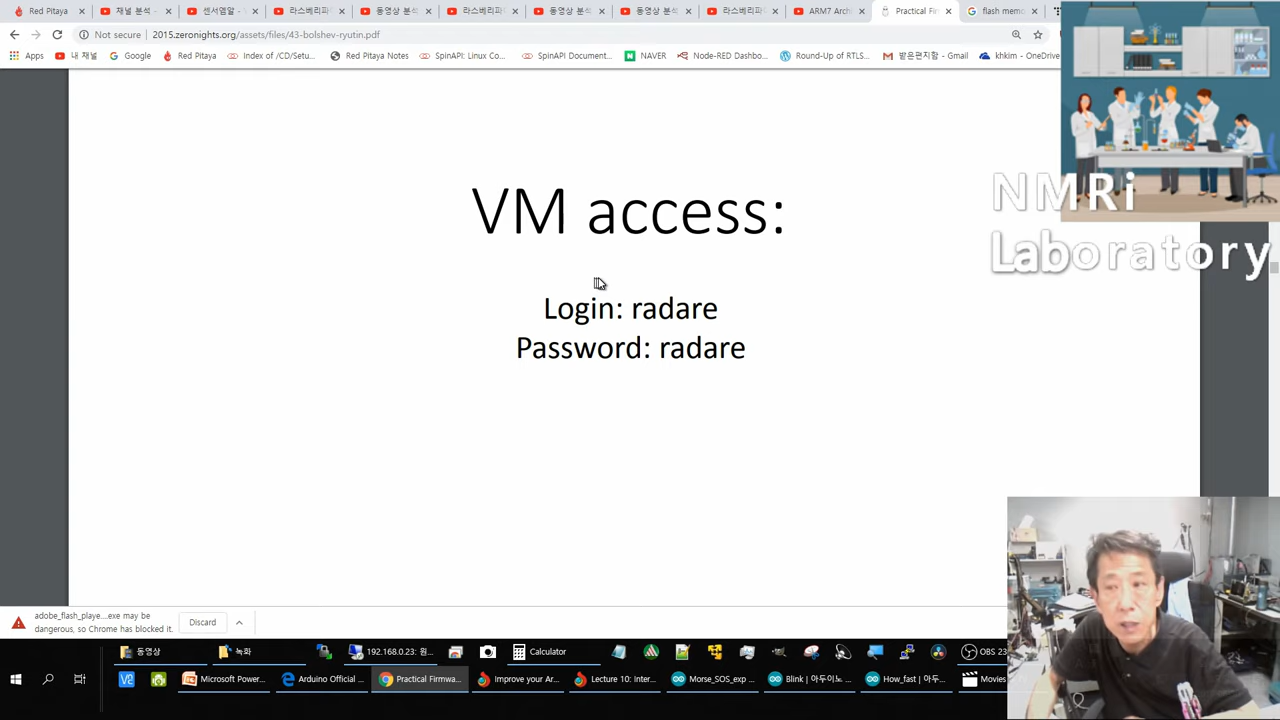 Red Pitaya
재널 분석 -
센서앰알 -
라즈베리파
동영상 분석
라즈베리파
동영상 분석
동영상 분석
라즈베리파
ARM7 Archi
Practical Fir
flash memo
Not secure
2015.zeronights.org/assets/files/43-bolshev-ryutin.pdf
Apps
내 채널
Google
Red Pitaya
Index of /CD/Setu...
Red Pitaya Notes
SpinAPI: Linux Co...
SpinAPI Document...
NAVER
Node-RED Dashbo...
Round-Up of RTLS...
받은편지함 - Gmail
khkim - OneDrive
NMRi
Laboratory
VM access:
Login: radare
Password: radare
adobe_flash_playe....exe may be
dangerous, so Chrome has blocked it.
Discard
동영상
녹화
192.168.0.23: 원...
Calculator
OBS 23
Microsoft Power...
Arduino Official ...
Practical Firmwa...
Improve your Ar...
Lecture 10: Inter...
Morse_SOS_exp ...
Blink | 아두이노 ...
How_fast | 아두...
Movies